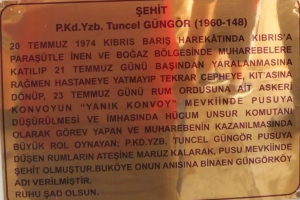 ŞEHİT
P.Kd.Yzb. Tuncel GÜNGÖR (1960-148)
20 TEMMUZ 1974 KIBRIS BARIŞ HAREKÂTINDA KIBRIS'A
PARAŞÜTLE İNEN VE BOĞAZ BÖLGESİNDE MUHAREBELERE
KATILIP 21 TEMMUZ GÜNÜ BAŞINDAN YARALANMASINA
RAĞMEN HASTANEYE YATMAYIP TEKRAR CEPHEYE, KIT'ASINA
DÖNÜP, 23 TEMMUZ GÜNÜ RUM ORDUSUNA AİT ASKERİ
KONVOYUN "YANIK KONVOY" MEVKİİNDE PUSUYA
DÜŞÜRÜLMESİ VE İMHASINDA HÜCUM UNSUR KOMUTANI
OLARAK GÖREV YAPAN VE MUHAREBENİN KAZANILMASINDA
BÜYÜK ROL OYNAYAN; P.KD.YZB. TUNCEL GÜNGÖR PUSUYA
DÜŞEN RUMLARIN ATEŞİNE MARUZ KALARAK, PUSU MEVKİİNDE
ŞEHİT OLMUŞTUR.BUKÖYE ONUN ANISINA BİNAEN GÜNGÖRKÖY
ADI VERİLMİŞTİR.
RUHU ŞAD OLSUN.